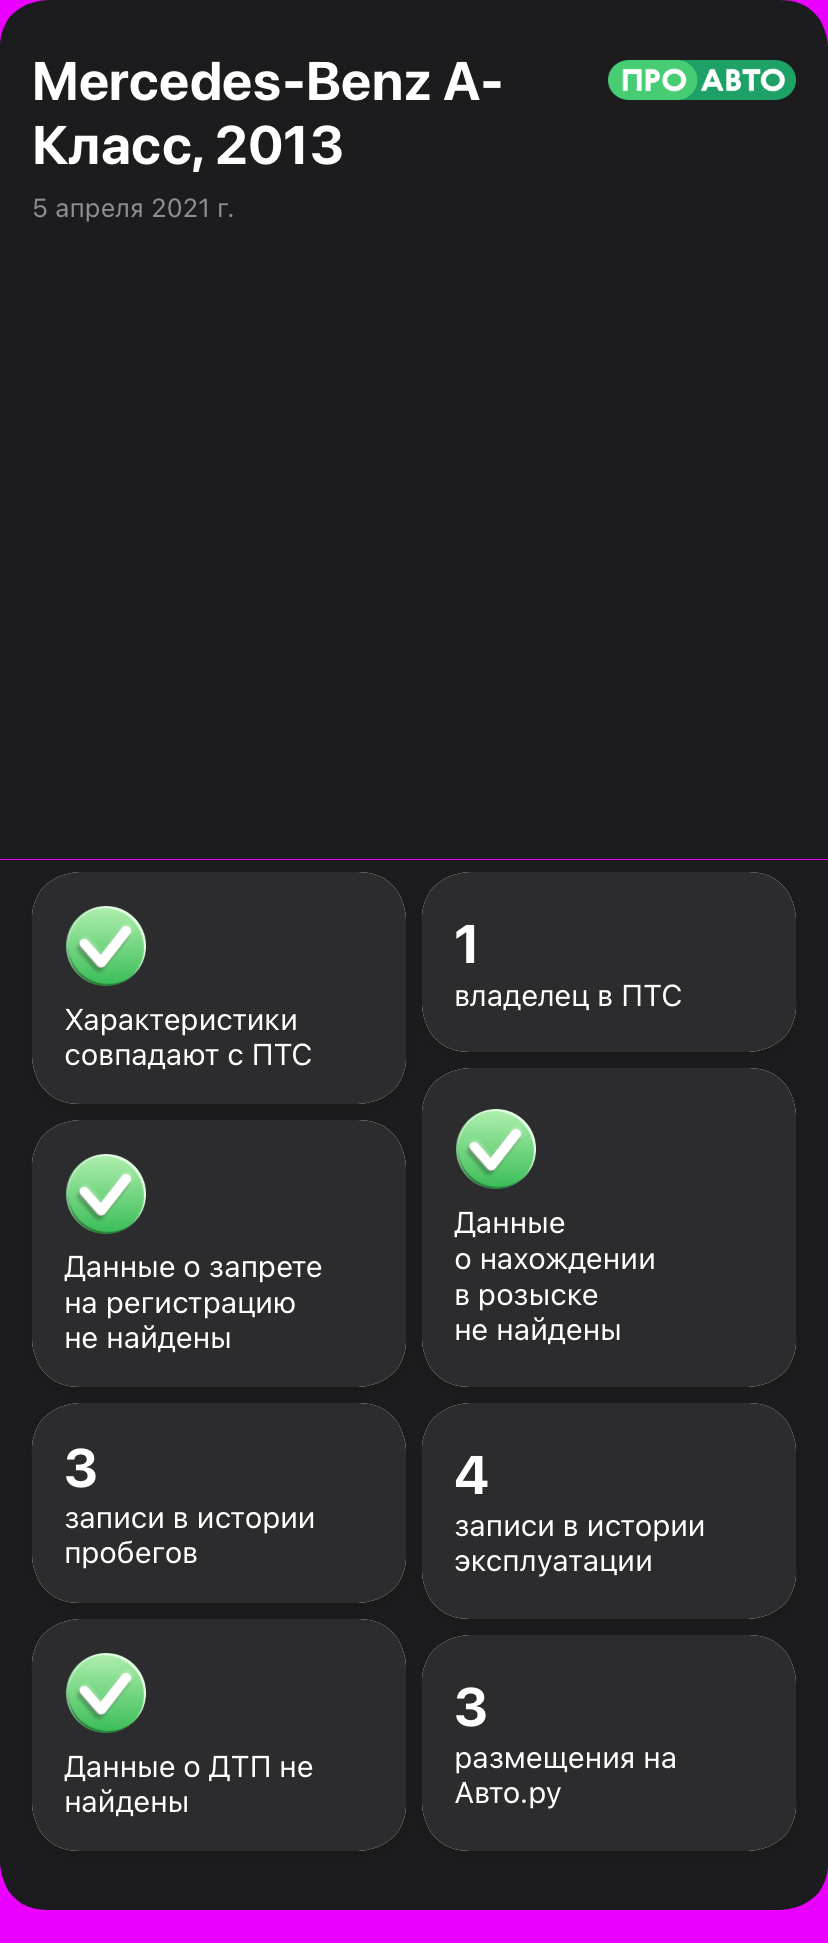 Mercedes-Benz А-
Класс, 2013
ПРО АВТО
5 апреля 2021 г.
Характеристики
совпадают с ПТС
1
владелец в ПТС
Данные о запрете
на регистрацию
не найдены
Данные
о нахождении
в розыске
не найдены
3
записи в истории
пробегов
4
записи в истории
эксплуатации
Данные о ДТП не
найдены
3
размещения на
Авто.ру